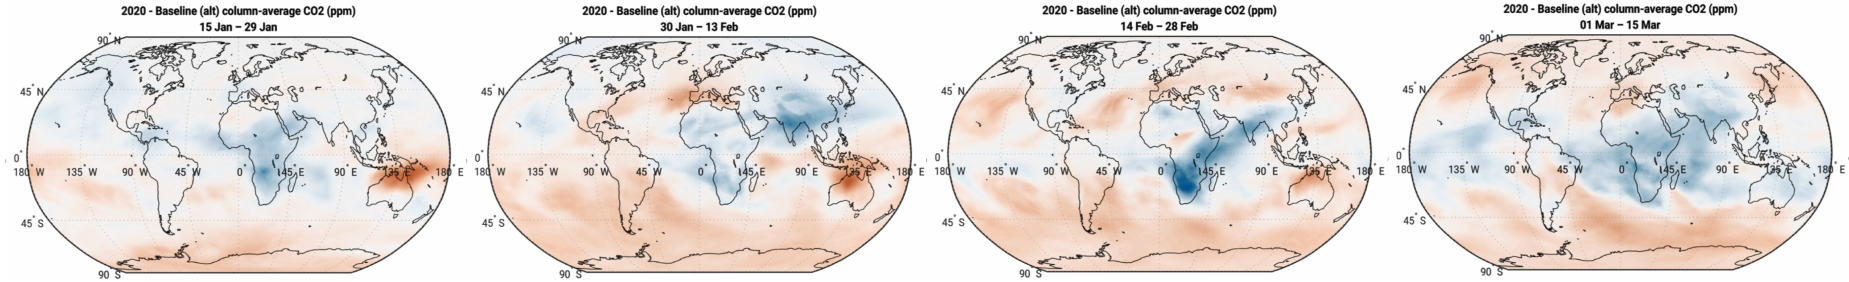 2020 - Baseline (alt) column-average CO2 (ppm)
15 Jan – 29 Jan
90° N
45° N
0°
180° W 135° W 90° W 45° W 0° 45° E 90° E 135° E 180° E
45° S
90° S
2020 - Baseline (alt) column-average CO2 (ppm)
30 Jan – 13 Feb
90° N
45° N
0°
180° W 135° W 90° W 45° W 0° 45° E 90° E 135° E 180° E
45° S
90° S
2020 - Baseline (alt) column-average CO2 (ppm)
14 Feb – 28 Feb
90° N
45° N
0°
180° W 135° W 90° W 45° W 0° 45° E 90° E 135° E 180° E
45° S
90° S
2020 - Baseline (alt) column-average CO2 (ppm)
01 Mar – 15 Mar
90° N
45° N
0°
180° W 135° W 90° W 45° W 0° 45° E 90° E 135° E 180° E
45° S
90° S